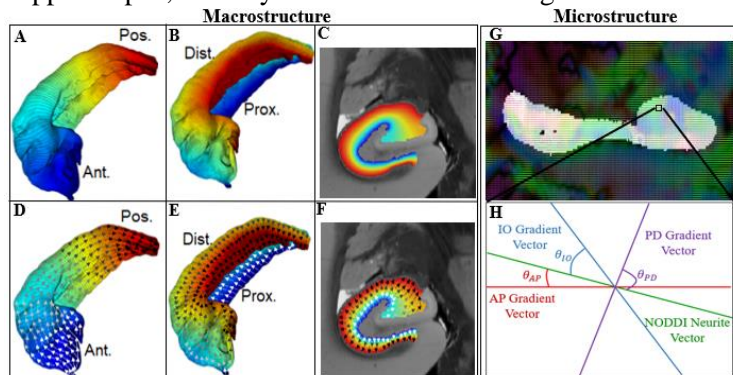 Macrostructure
Microstructure
A
Pos.
Ant.
B
Dist.
Prox.
C
G
D
Pos.
Ant.
E
Dist.
Prox.
F
H
IO Gradient
Vector
θIO
PD Gradient
Vector
θPD
θAP
AP Gradient
Vector
NODDI Neurite
Vector